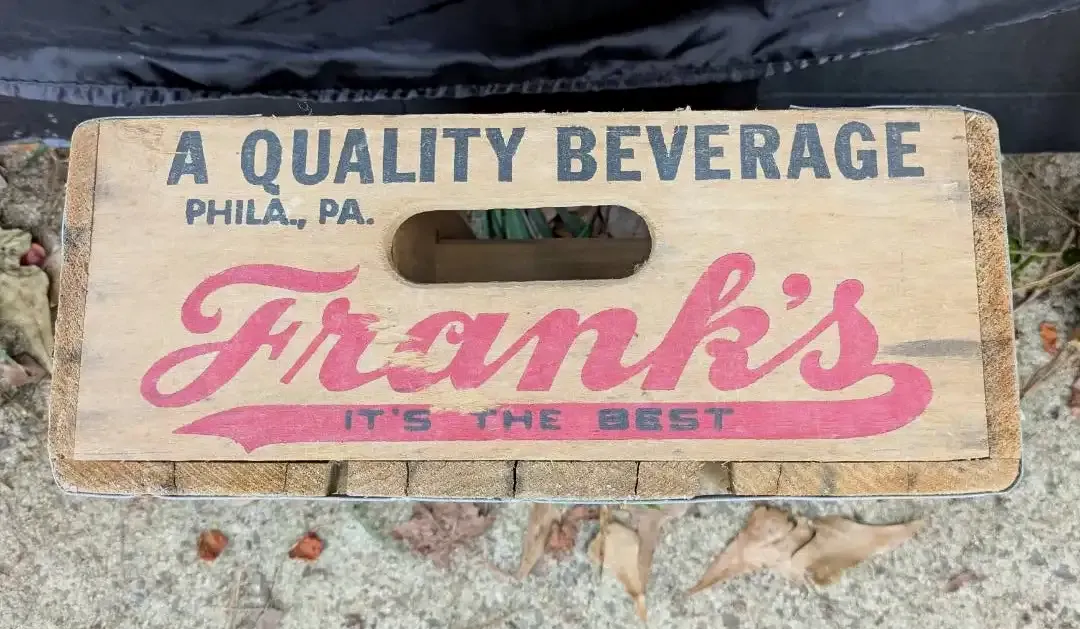 A QUALITY BEVERAGE
PHILA., PA.
Frank's
IT'S THE BEST